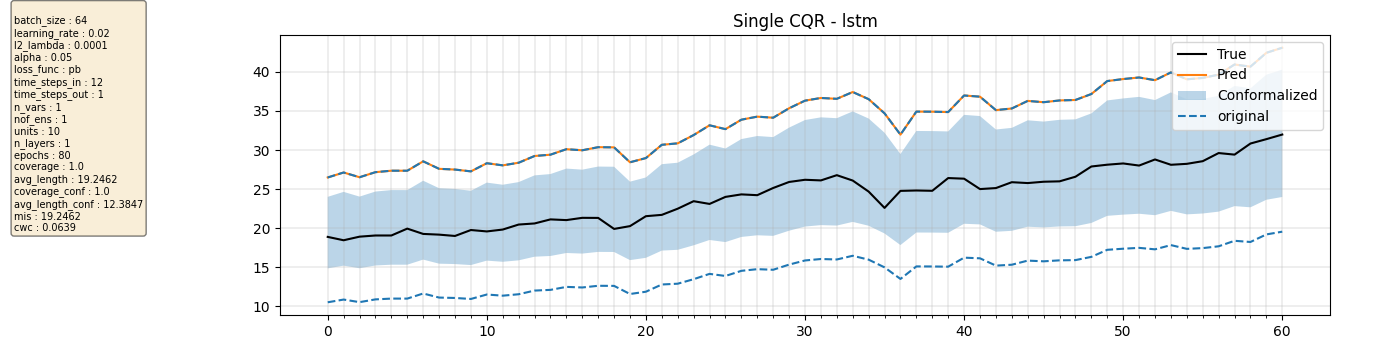 batch_size : 64
learning_rate : 0.02
l2_lambda : 0.0001
alpha : 0.05
loss_func : pb
time_steps_in : 12
time_steps_out : 1
n_vars : 1
nof_ens : 1
units : 10
n_layers : 1
epochs : 80
coverage : 1.0
avg_length : 19.2462
coverage_conf : 1.0
avg_length_conf : 12.3847
mis : 19.2462
cwc : 0.0639
Single CQR - lstm
True
Pred
Conformalized
original
40
35
30
25
20
15
10
0 10 20 30 40 50 60